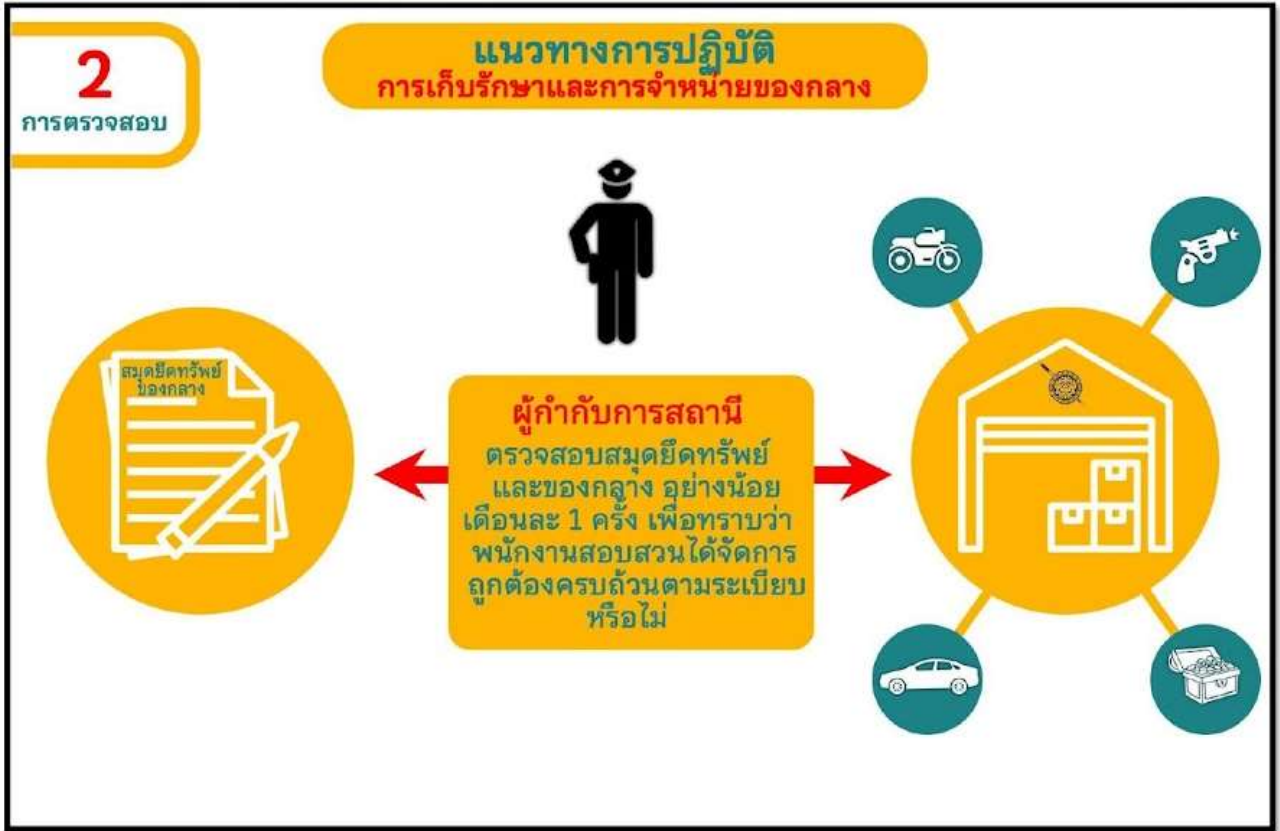 2
การตรวจสอบ
แนวทางการปฏิบัติ
การเก็บรักษาและการจำหน่ายของกลาง
สมุดยึดทรัพย์
ของกลาง
ผู้กำกับการสถานี
ตรวจสอบสมุดยึดทรัพย์
และของกลาง อย่างน้อย
เดือนละ 1 ครั้ง เพื่อทราบว่า
พนักงานสอบสวนได้จัดการ
ถูกต้องครบถ้วนตามระเบียบ
หรือไม่